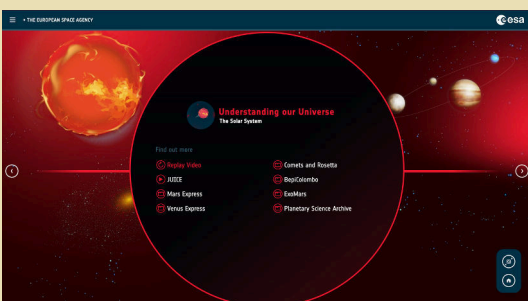 THE EUROPEAN SPACE AGENCY
esa
Understanding our Universe
The Solar System
Find out more
Replay Video
JUICE
Mars Express
Venus Express
Comets and Rosetta
BepiColombo
ExoMars
Planetary Science Archive